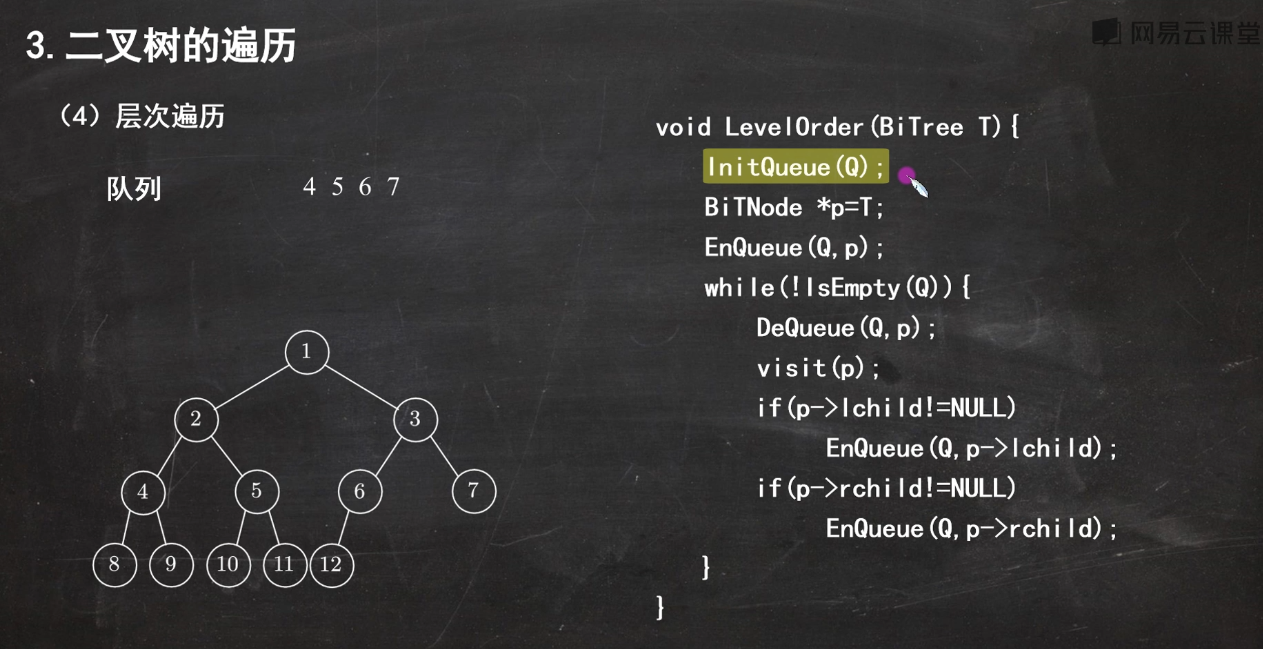 网易云课堂
3. 二叉树的遍历
（4）层次遍历
队列 4 5 6 7
void LevelOrder(BiTree T){
InitQueue(Q);
BiTNode *p=T;
EnQueue(Q,p);
while(!IsEmpty(Q)){
DeQueue(Q,p);
visit(p);
if(p->lchild!=NULL)
EnQueue(Q,p->lchild);
if(p->rchild!=NULL)
EnQueue(Q,p->rchild);
}
}
1
2 3
4 5 6 7
8 9 10 11 12